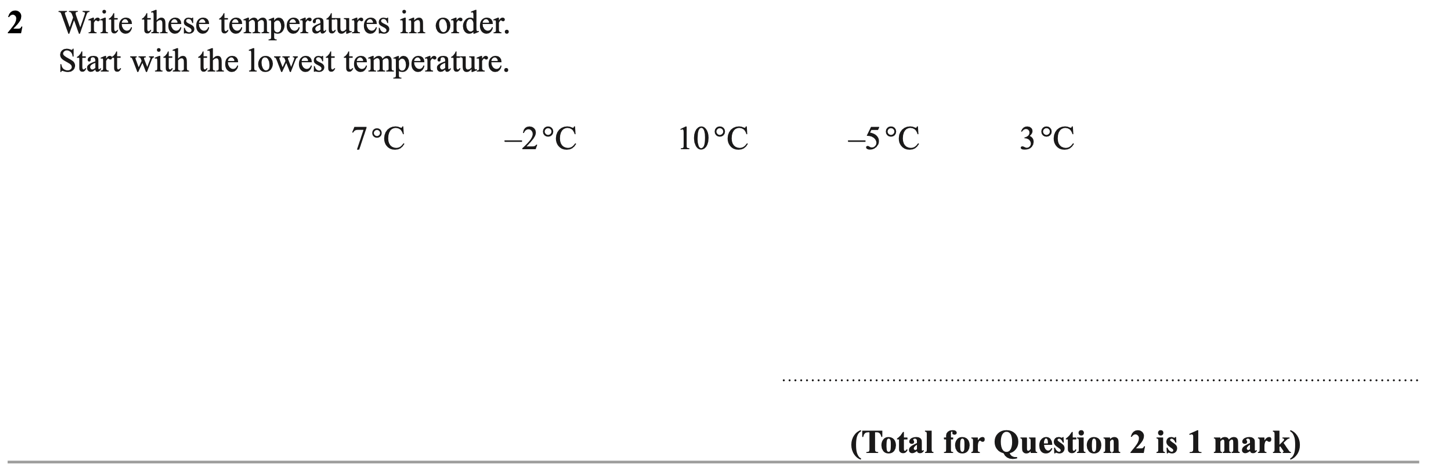 2 Write these temperatures in order.
Start with the lowest temperature.
7 °C –2 °C 10 °C –5 °C 3 °C
(Total for Question 2 is 1 mark)